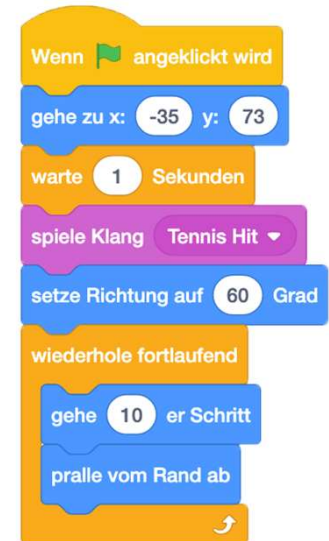 Wenn angeklickt wird
gehe zu x: -35 y: 73
warte 1 Sekunden
spiele Klang Tennis Hit
setze Richtung auf 60 Grad
wiederhole fortlaufend
gehe 10 er Schritt
pralle vom Rand ab